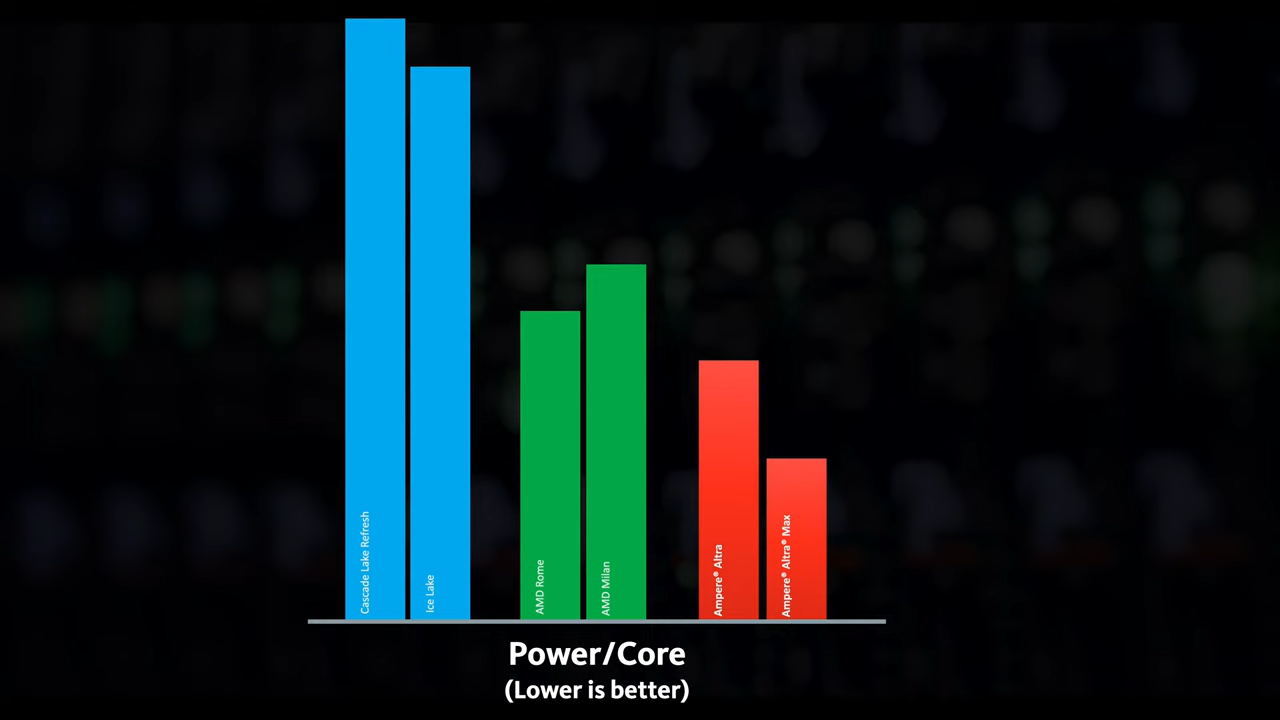 Cascade Lake Refresh
Ice Lake
AMD Rome
AMD Milan
Ampere® Altra
Ampere® Altra® Max
Power/Core
(Lower is better)